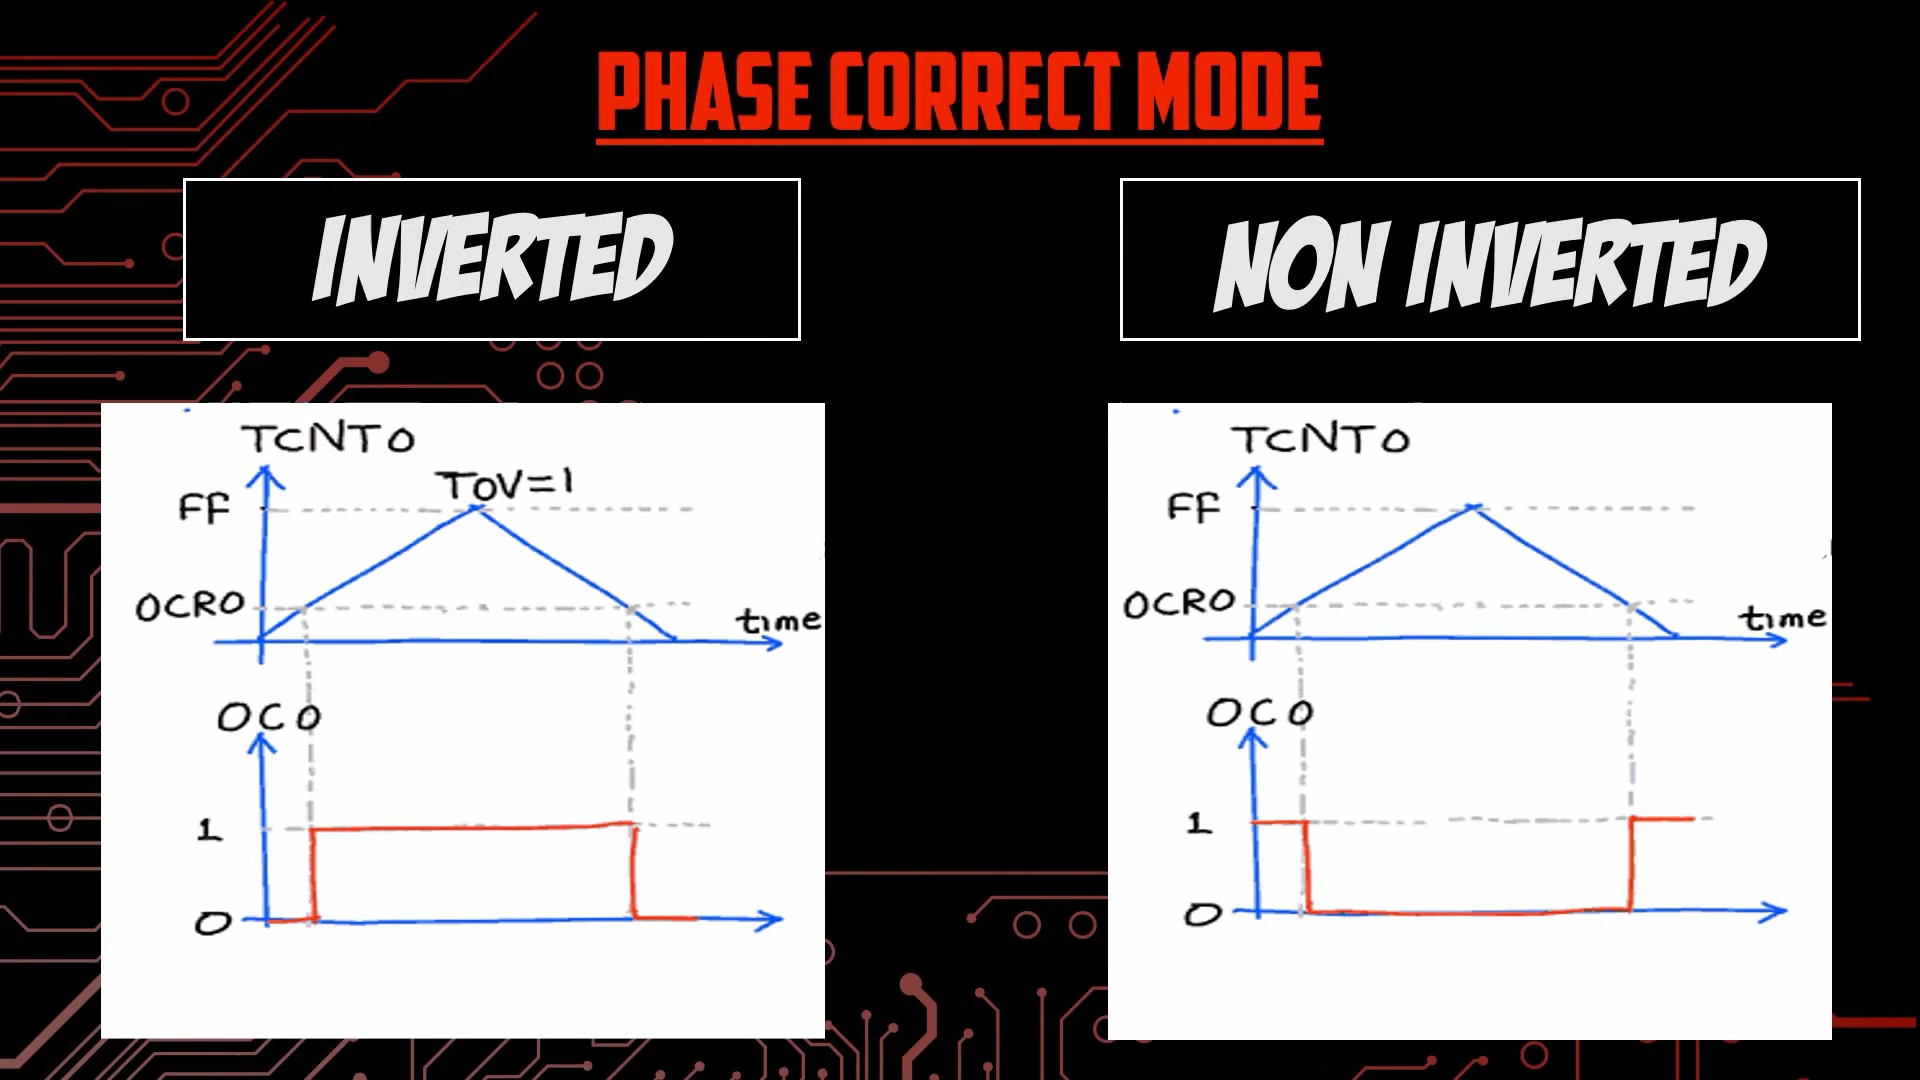 PHASE CORRECT MODE
INVERTED
TCNT0
TOV=1
FF
OCR0
time
OC0
1
0
NON INVERTED
TCNT0
FF
OCR0
time
OC0
1
0